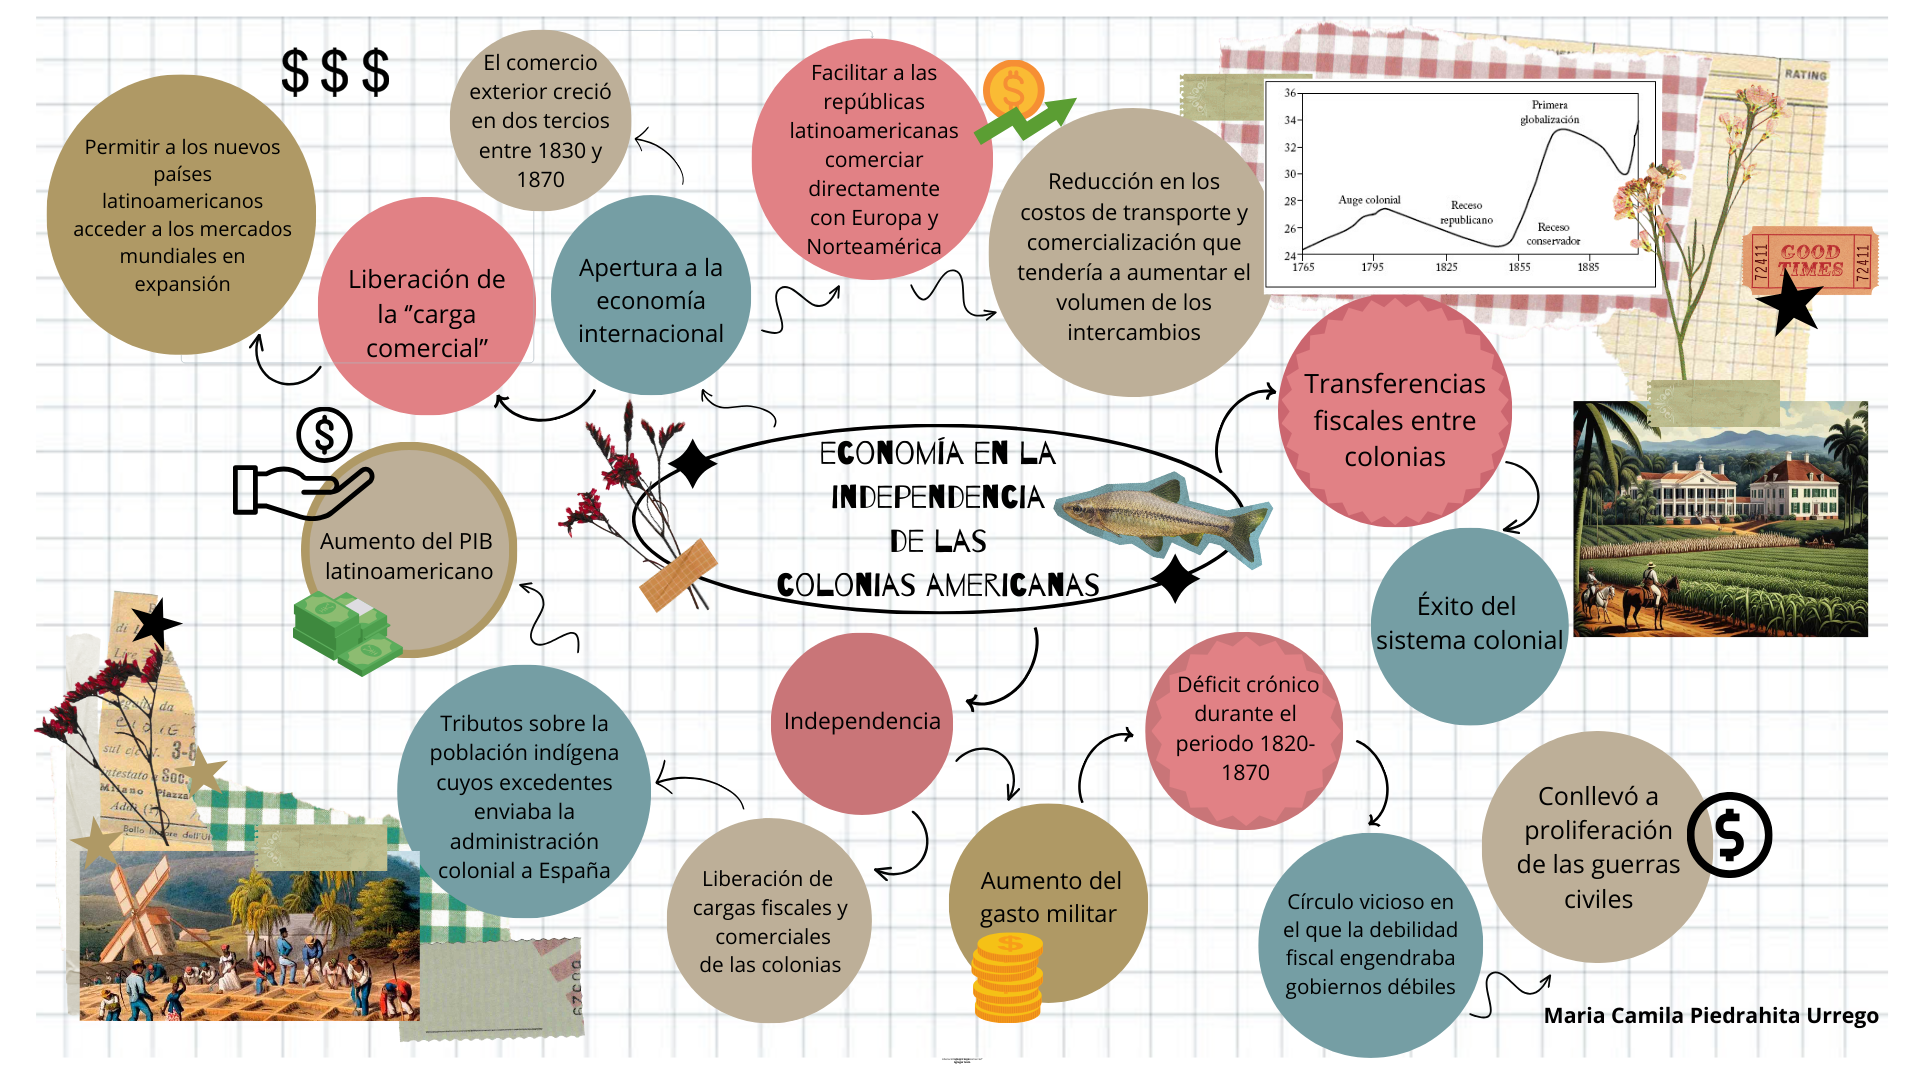 $ $ $
Permitir a los nuevos
países
latinoamericanos
acceder a los mercados
mundiales en
expansión
El comercio
exterior creció
en dos tercios
entre 1830 y
1870
Liberación de
la “carga
comercial”
Apertura a la
economía
internacional
Facilitar a las
repúblicas
latinoamericanas
comerciar
directamente
con Europa y
Norteamérica
Reducción en los
costos de transporte y
comercialización que
tendería a aumentar el
volumen de los
intercambios
36
34
32
30
28
26
24
1765
1795
1825
1855
1885
Auge colonial
Receso
republicano
Primera
globalización
Receso
conservador
RATING
72411
GOOD
TIMES
72411
ECONOMÍA EN LA
INDEPENDENCIA
DE LAS
COLONIAS AMERICANAS
Transferencias
fiscales entre
colonias
Éxito del
sistema colonial
Aumento del PIB
latinoamericano
Tributos sobre la
población indígena
cuyos excedentes
enviaba la
administración
colonial a España
Independencia
Liberación de
cargas fiscales y
comerciales
de las colonias
Aumento del
gasto militar
Déficit crónico
durante el
periodo 1820-
1870
Círculo vicioso en
el que la debilidad
fiscal engendraba
gobiernos débiles
Conllevó a
proliferación
de las guerras
civiles
Milano Piazza
Maria Camila Piedrahita Urrego